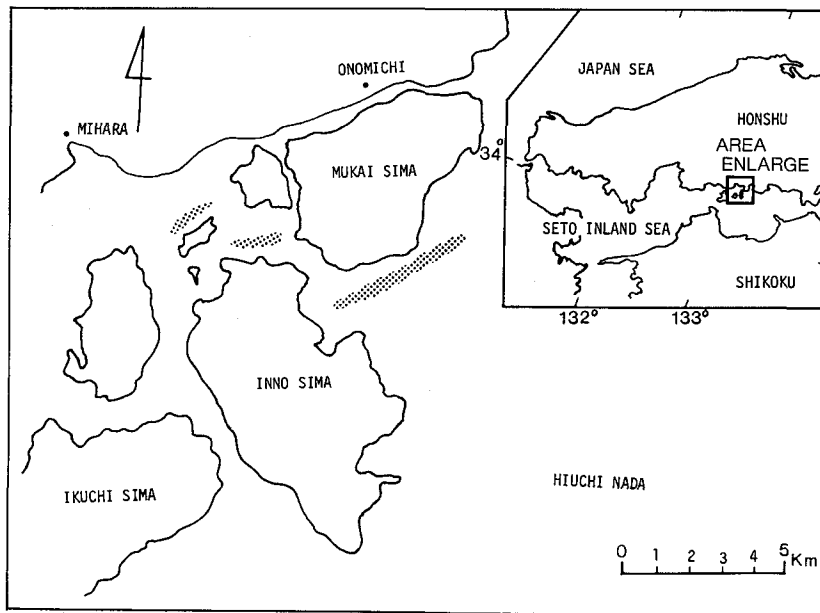 ONOMICHI
MIHARA
MUKAI SIMA
INNO SIMA
IKUCHI SIMA
HIUCHI NADA
0 1 2 3 4 5 Km
JAPAN SEA
HONSHU
AREA
ENLARGE
34°
SETO INLAND SEA
SHIKOKU
132° 133°